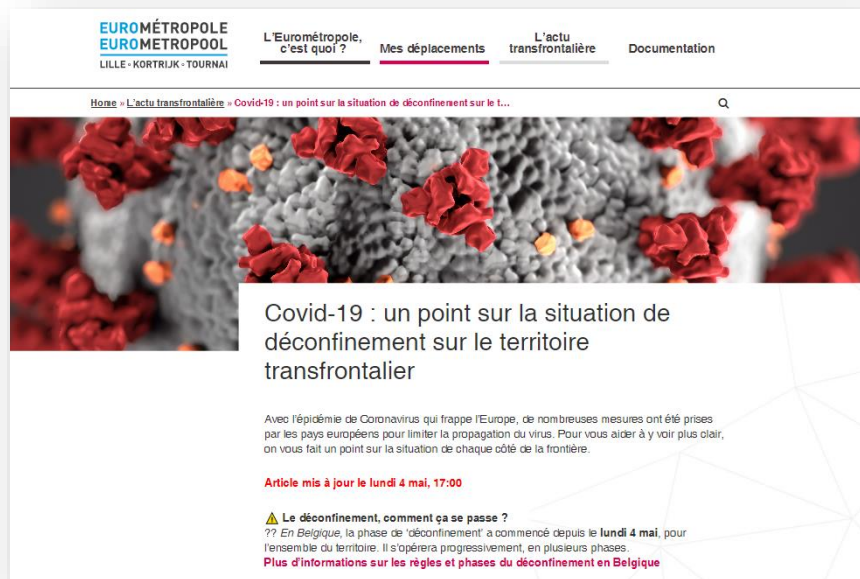 EUROMÉTROPOLE
EUROMETROPOOL
LILLE • KORTRIJK • TOURNAI
L'Eurométropole,
c'est quoi ?
Mes déplacements
L'actu
transfrontalière
Documentation
Home » L'actu transfrontalière » Covid-19 : un point sur la situation de déconfinement sur le t...
Covid-19 : un point sur la situation de
déconfinement sur le territoire
transfrontalier
Avec l'épidémie de Coronavirus qui frappe l'Europe, de nombreuses mesures ont été prises
par les pays européens pour limiter la propagation du virus. Pour vous aider à y voir plus clair,
on vous fait un point sur la situation de chaque côté de la frontière.
Article mis à jour le lundi 4 mai, 17:00
⚠ Le déconfinement, comment ça se passe ?
?? En Belgique, la phase de 'déconfinement' a commencé depuis le lundi 4 mai, pour
l'ensemble du territoire. Il s'opérera progressivement, en plusieurs phases.
Plus d'informations sur les règles et phases du déconfinement en Belgique